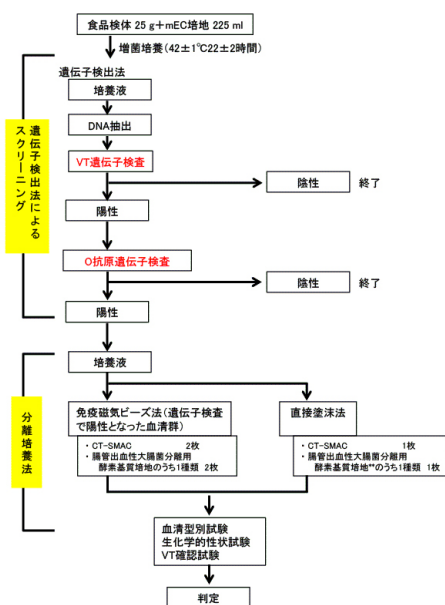 食品検体 25 g＋mEC培地 225 ml
増菌培養(42±1℃22±2時間)
遺伝子検出法による
スクリーニング
遺伝子検出法
培養液
DNA抽出
VT遺伝子検査
陰性
終了
陽性
O抗原遺伝子検査
陰性
終了
陽性
分離培養法
培養液
免疫磁気ビーズ法(遺伝子検査
で陽性となった血清群)
・CT-SMAC 2枚
・腸管出血性大腸菌分離用
酵素基質培地のうち1種類 2枚
直接塗沫法
・CT-SMAC 1枚
・腸管出血性大腸菌分離用
酵素基質培地**のうち1種類 1枚
血清型別試験
生化学的性状試験
VT確認試験
判定